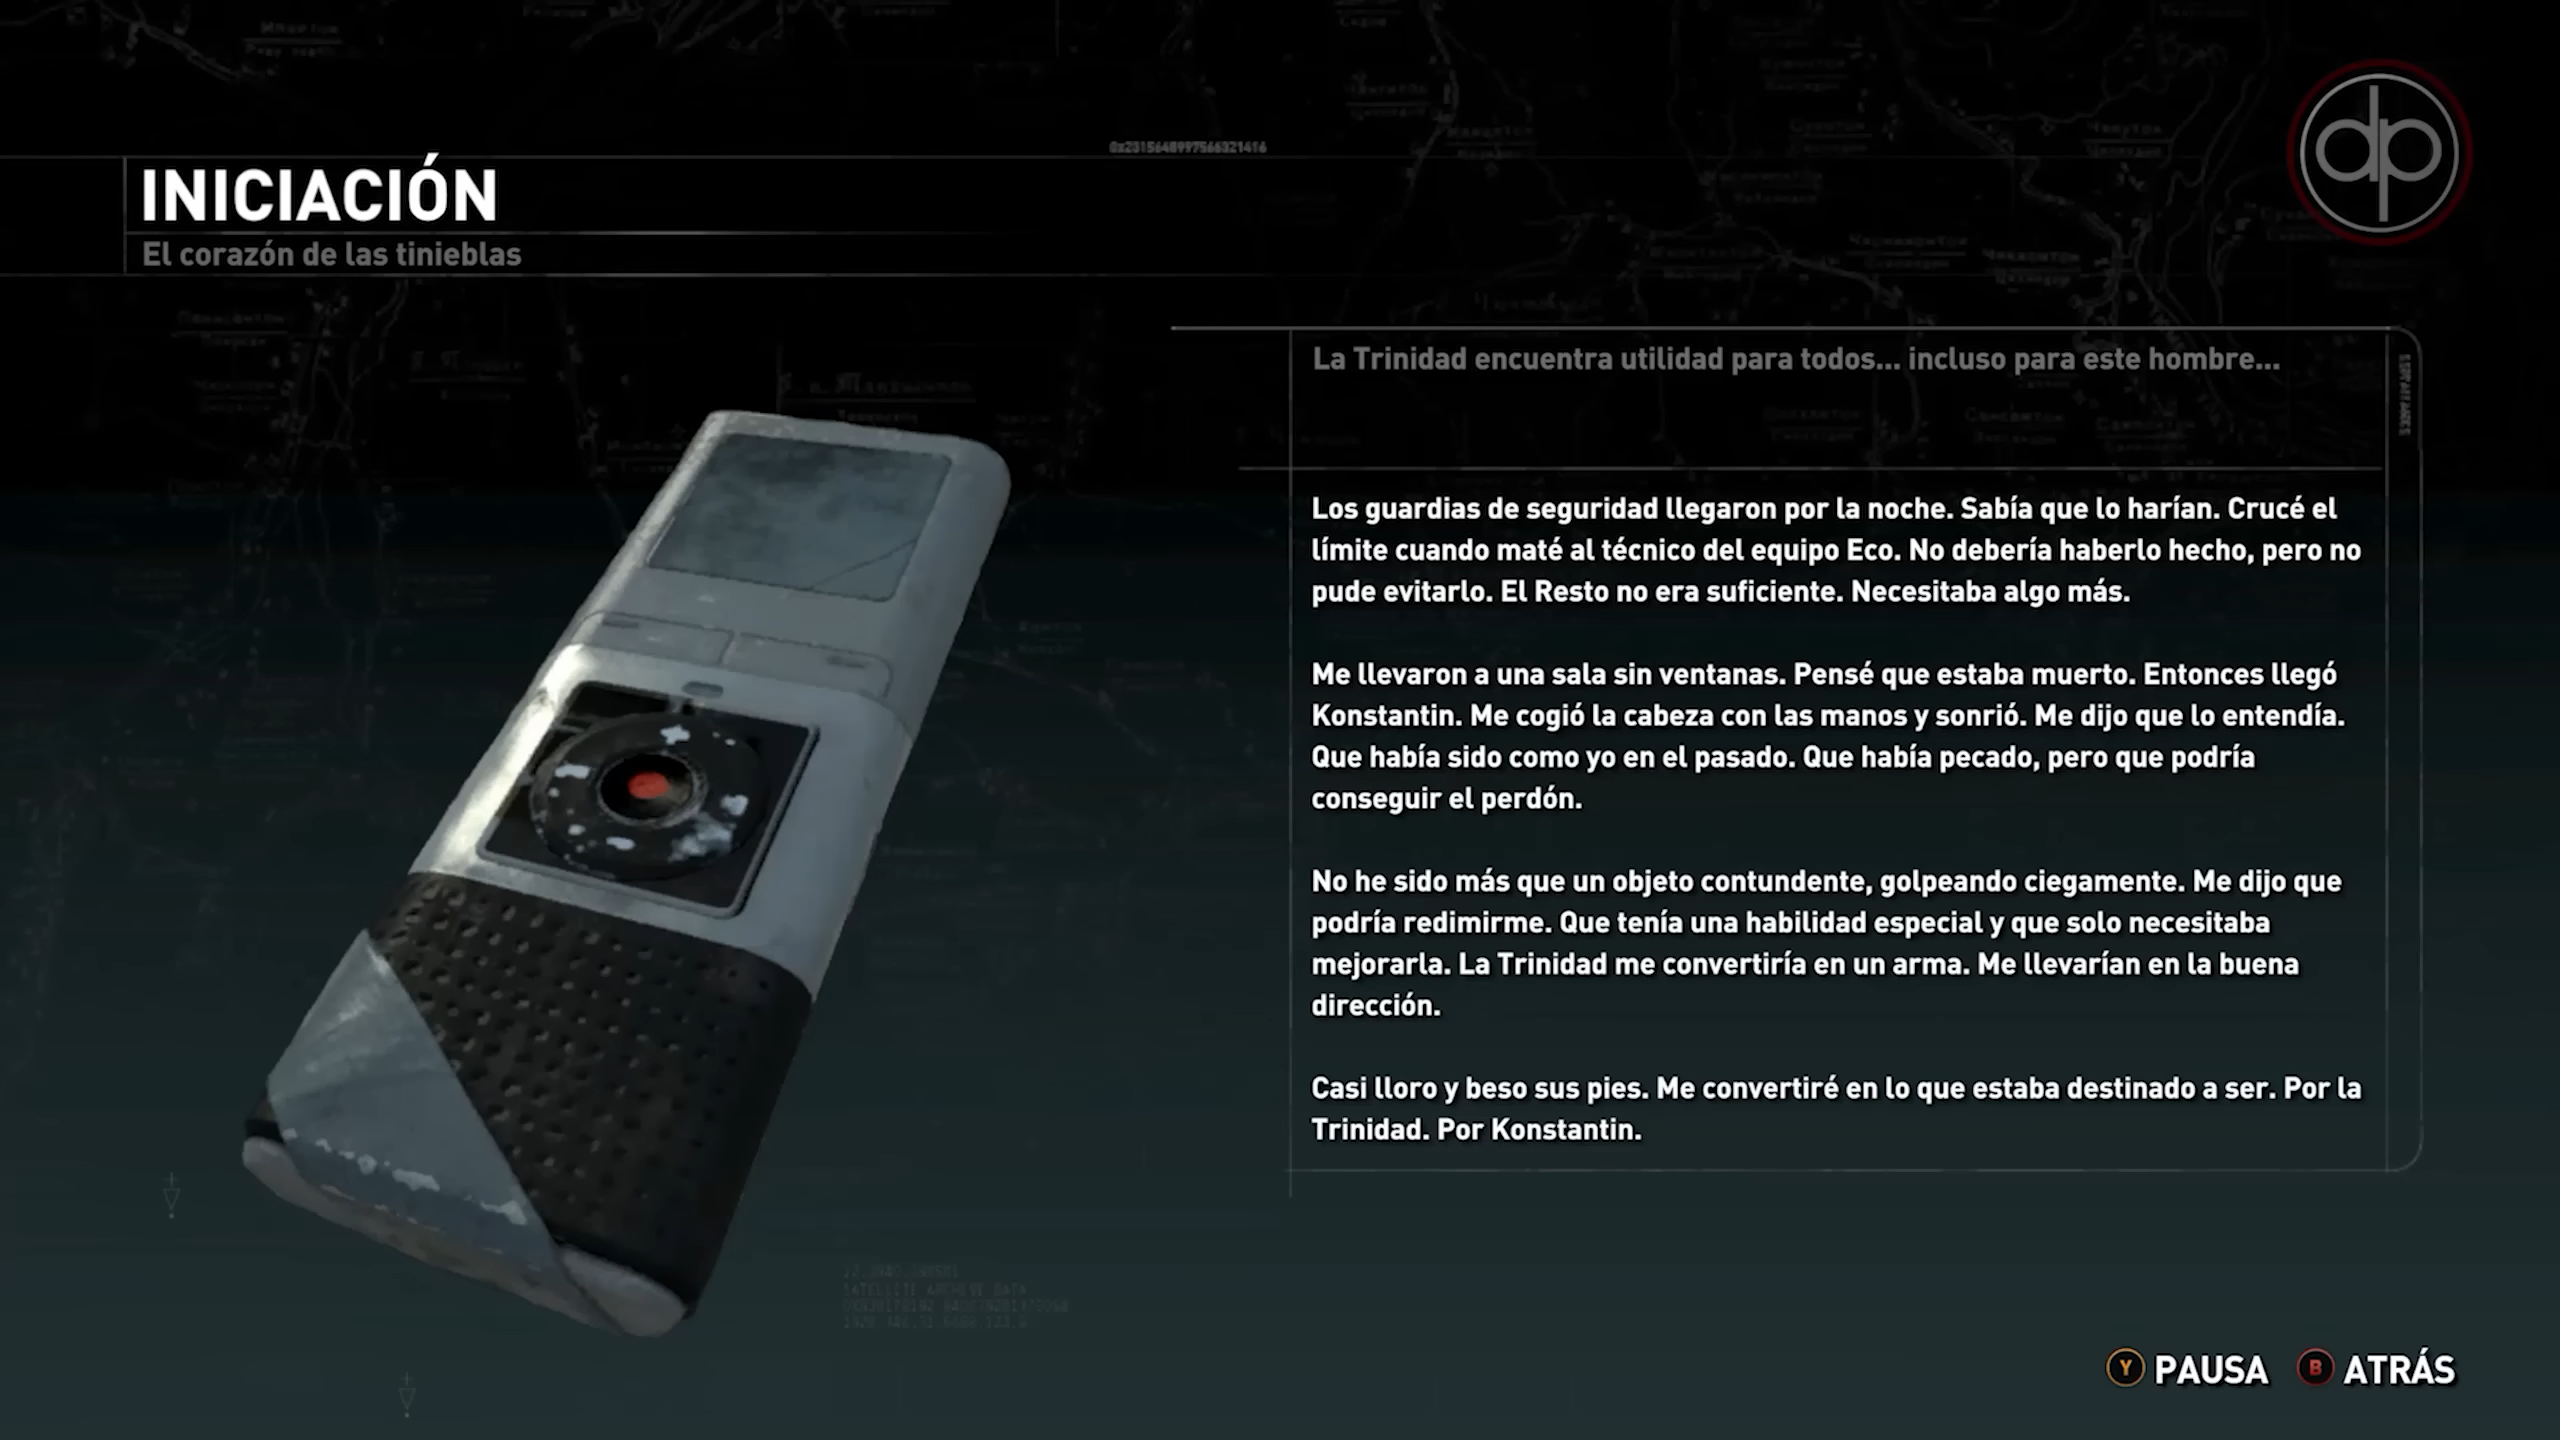 0x2315648997566321416
dp
INICIACIÓN
El corazón de las tinieblas
La Trinidad encuentra utilidad para todos... incluso para este hombre...
Los guardias de seguridad llegaron por la noche. Sabía que lo harían. Crucé el
límite cuando maté al técnico del equipo Eco. No debería haberlo hecho, pero no
pude evitarlo. El Resto no era suficiente. Necesitaba algo más.
Me llevaron a una sala sin ventanas. Pensé que estaba muerto. Entonces llegó
Konstantin. Me cogió la cabeza con las manos y sonrió. Me dijo que lo entendía.
Que había sido como yo en el pasado. Que había pecado, pero que podría
conseguir el perdón.
No he sido más que un objeto contundente, golpeando ciegamente. Me dijo que
podría redimirme. Que tenía una habilidad especial y que solo necesitaba
mejorarla. La Trinidad me convertiría en un arma. Me llevarían en la buena
dirección.
Casi lloro y beso sus pies. Me convertiré en lo que estaba destinado a ser. Por la
Trinidad. Por Konstantin.
SATELLITE ARCHIVE DATA
Y PAUSA B ATRÁS